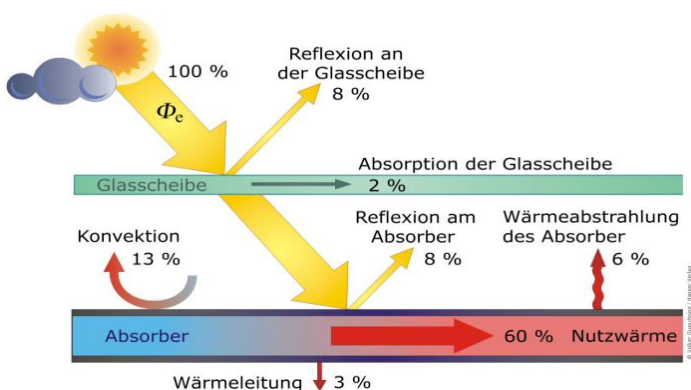 100 %
Φe
Reflexion an
der Glasscheibe
8 %
Absorption der Glasscheibe
Glasscheibe
2 %
Konvektion
13 %
Reflexion am
Absorber
8 %
Wärmeabstrahlung
des Absorber
6 %
Absorber
60 % Nutzwärme
Wärmeleitung 3 %